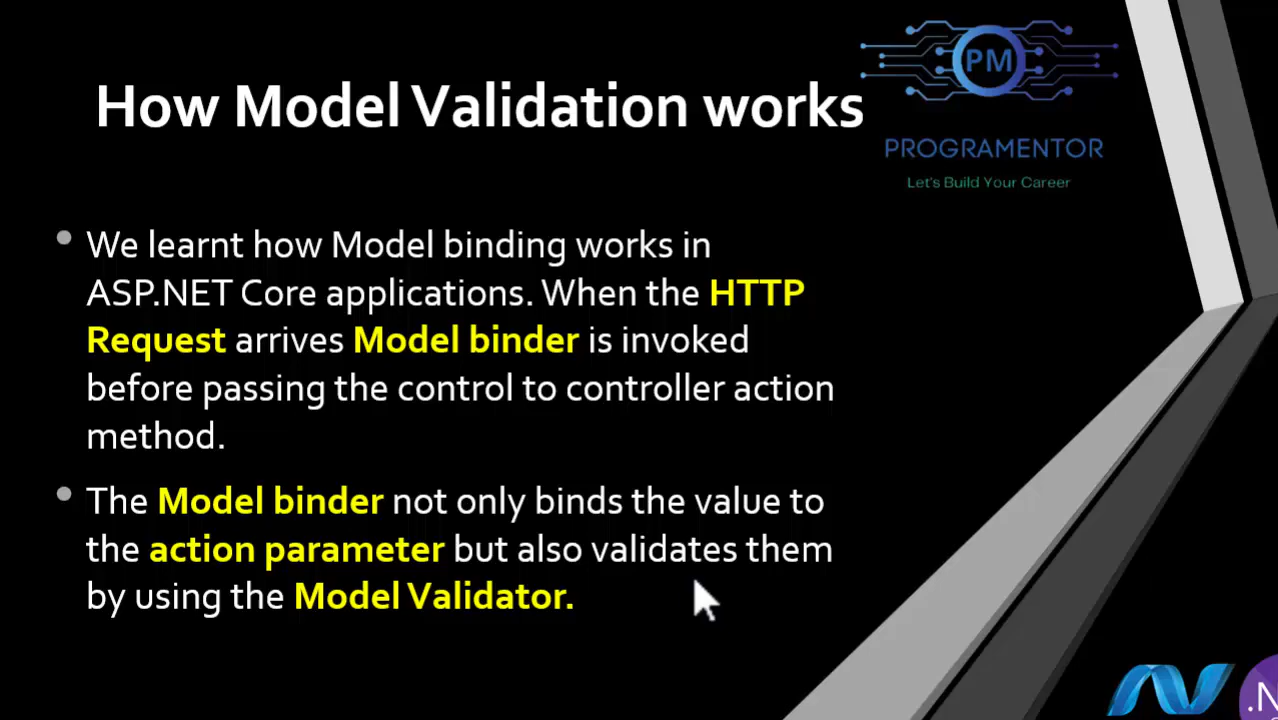 PM
How Model Validation works
PROGRAMENTOR
Let's Build Your Career
We learnt how Model binding works in
ASP.NET Core applications. When the HTTP
Request arrives Model binder is invoked
before passing the control to controller action
method.
The Model binder not only binds the value to
the action parameter but also validates them
by using the Model Validator.
.N